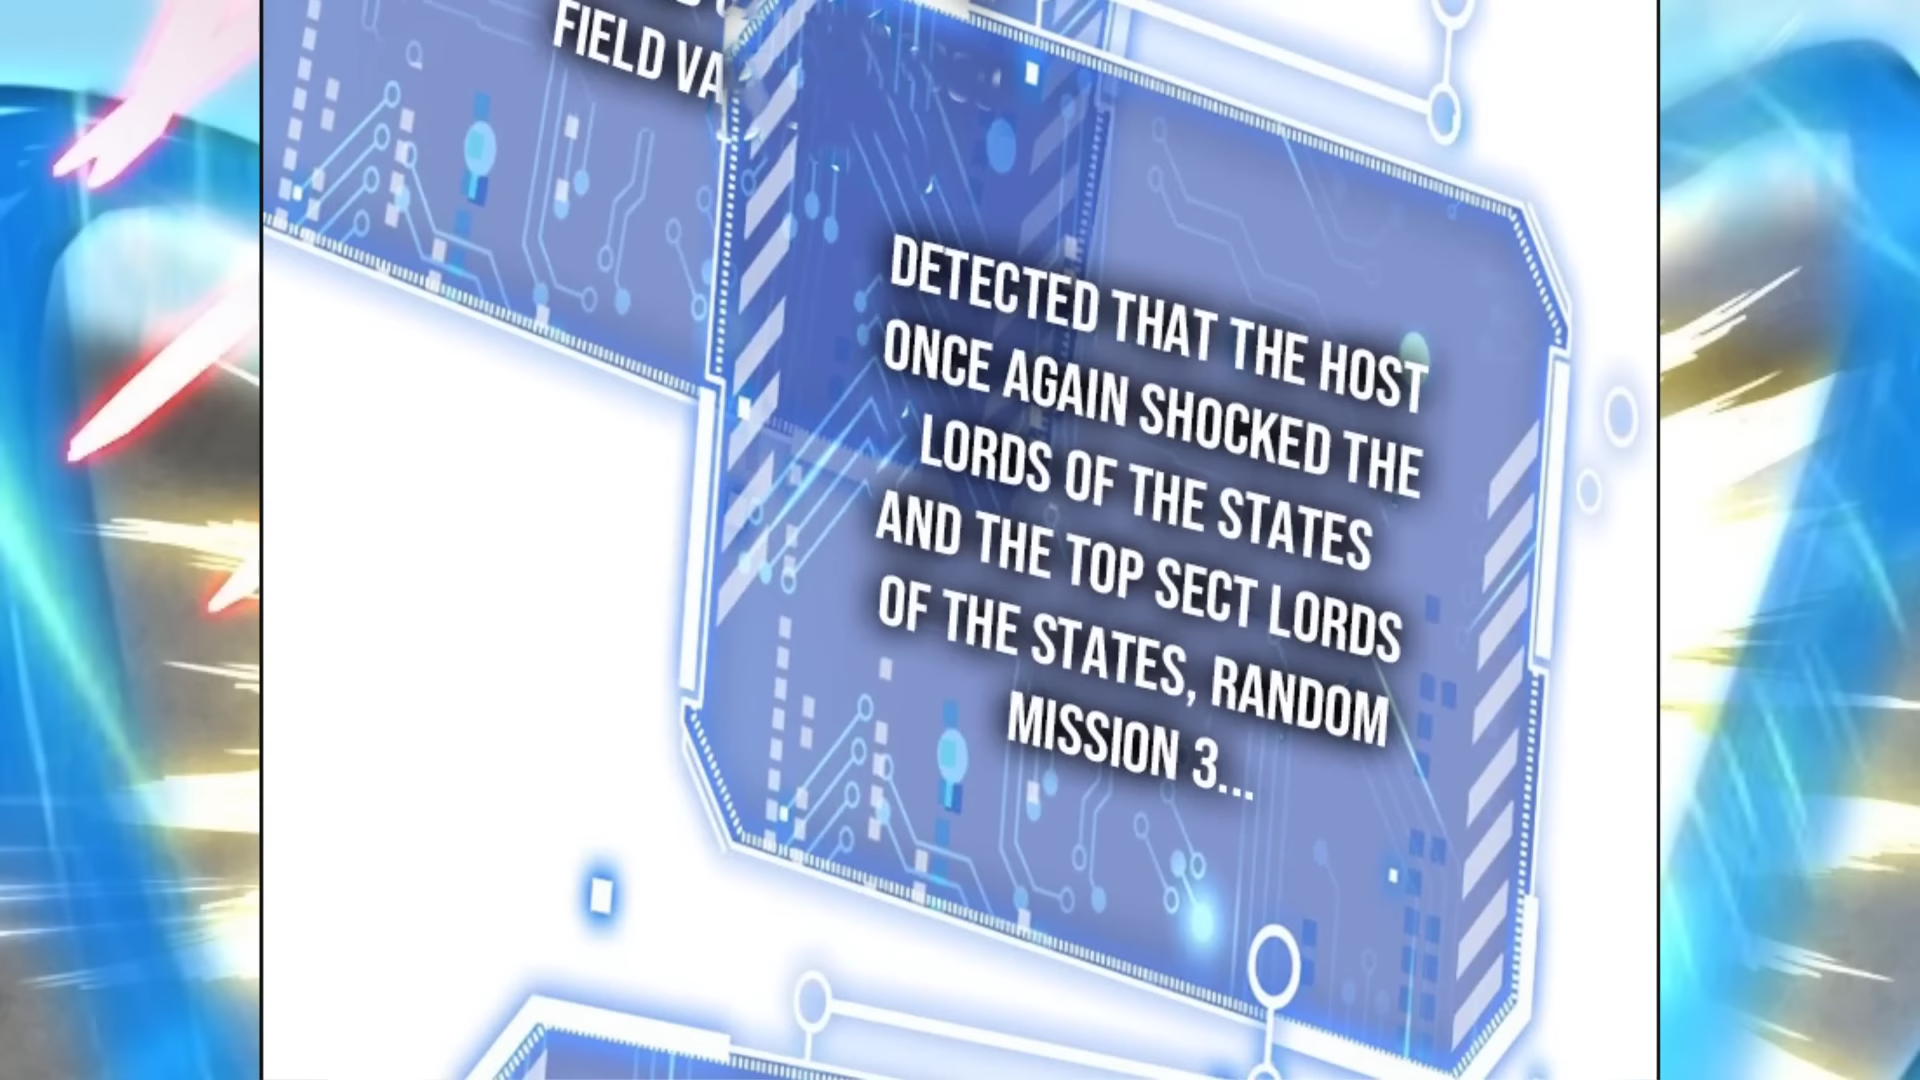 FIELD VA
DETECTED THAT THE HOST
ONCE AGAIN SHOCKED THE
LORDS OF THE STATES
AND THE TOP SECT LORDS
OF THE STATES, RANDOM
MISSION 3...